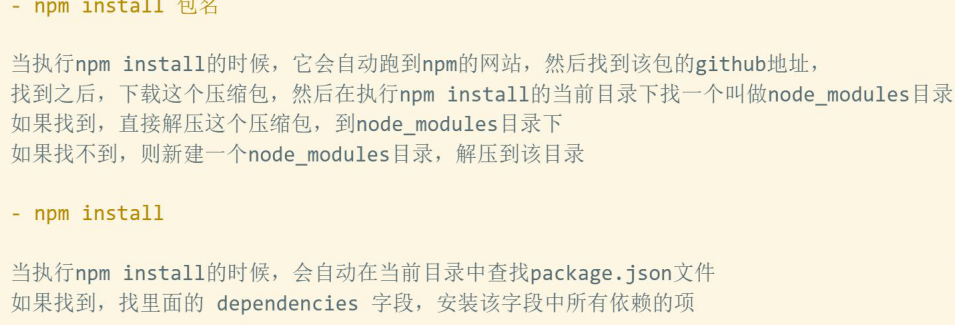 - npm install 包名
当执行npm install的时候，它会自动跑到npm的网站，然后找到该包的github地址，
找到之后，下载这个压缩包，然后在执行npm install的当前目录下找一个叫做node_modules目录
如果找到，直接解压这个压缩包，到node_modules目录下
如果找不到，则新建一个node_modules目录，解压到该目录
- npm install
当执行npm install的时候，会自动在当前目录中查找package.json文件
如果找到，找里面的 dependencies 字段，安装该字段中所有依赖的项